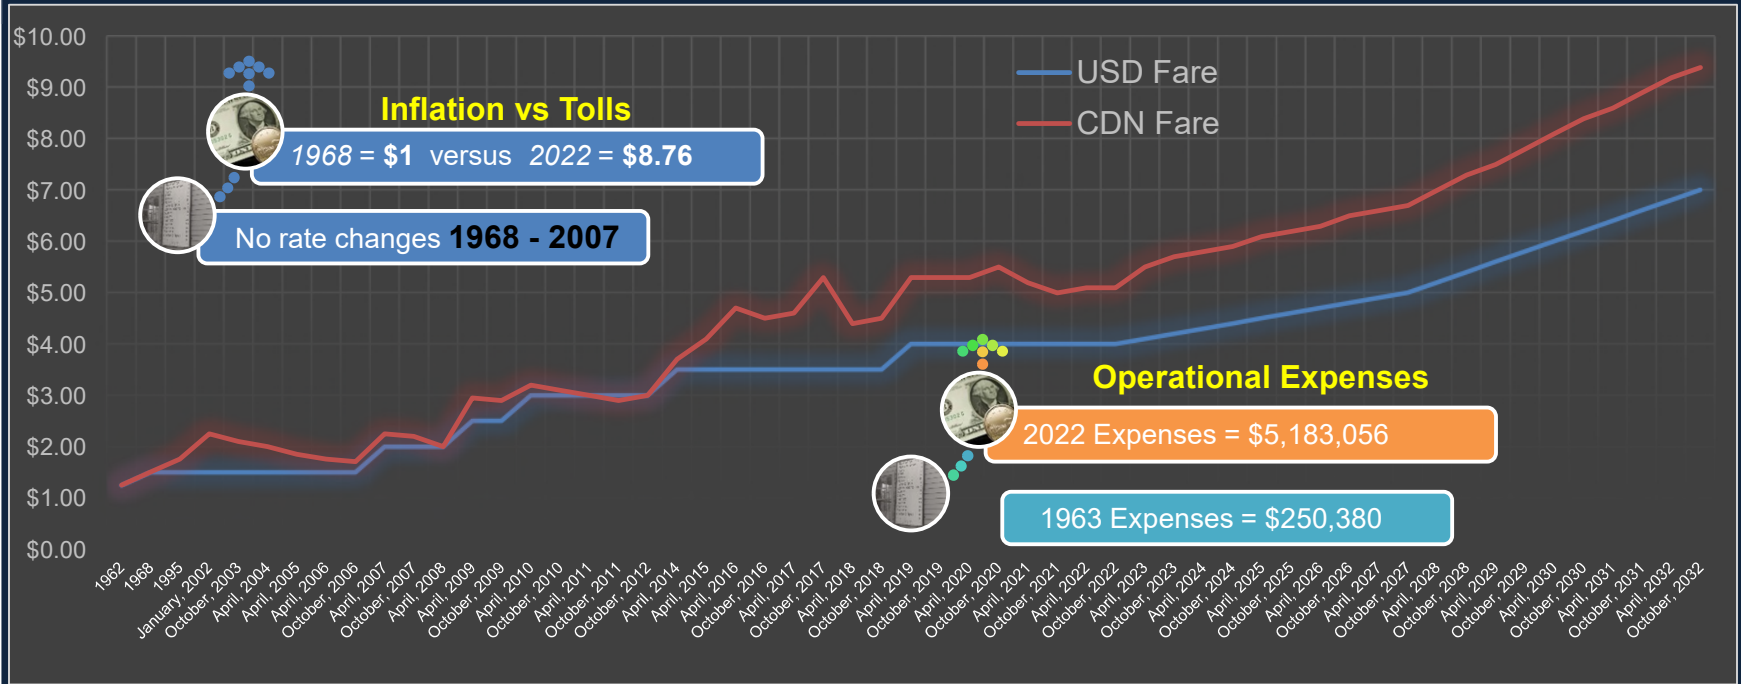 $10.00
$9.00
$8.00
$7.00
$6.00
$5.00
$4.00
$3.00
$2.00
$1.00
$0.00
Inflation vs Tolls
1968 = $1 versus 2022 = $8.76
No rate changes 1968 - 2007
USD Fare
CDN Fare
Operational Expenses
2022 Expenses = $5,183,056
1963 Expenses = $250,380
1962
1968
1995
January, 2002
October, 2003
April, 2004
April, 2005
April, 2006
October, 2006
April, 2007
October, 2007
April, 2008
April, 2009
October, 2009
April, 2010
October, 2010
April, 2011
October, 2011
October, 2012
April, 2014
April, 2015
April, 2016
October, 2016
April, 2017
October, 2017
April, 2018
October, 2018
April, 2019
October, 2019
April, 2020
October, 2020
April, 2021
October, 2021
April, 2022
October, 2022
April, 2023
October, 2023
April, 2024
October, 2024
April, 2025
October, 2025
April, 2026
October, 2026
April, 2027
October, 2027
April, 2028
October, 2028
April, 2029
October, 2029
April, 2030
October, 2030
April, 2031
October, 2031
April, 2032
October, 2032